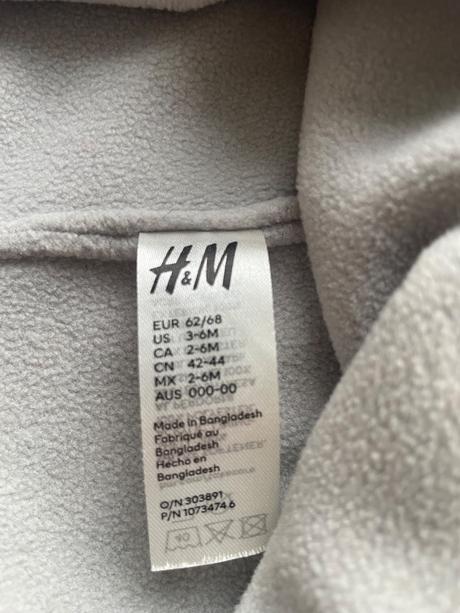 H&M
EUR 62/68
US 3-6M
CA 2-6M
CN 42-44
MX 2-6M
AUS 000-00
Made in Bangladesh
Fabriqué au
Bangladesh
Hecho en
Bangladesh
O/N 303891
P/N 1073474 6
40